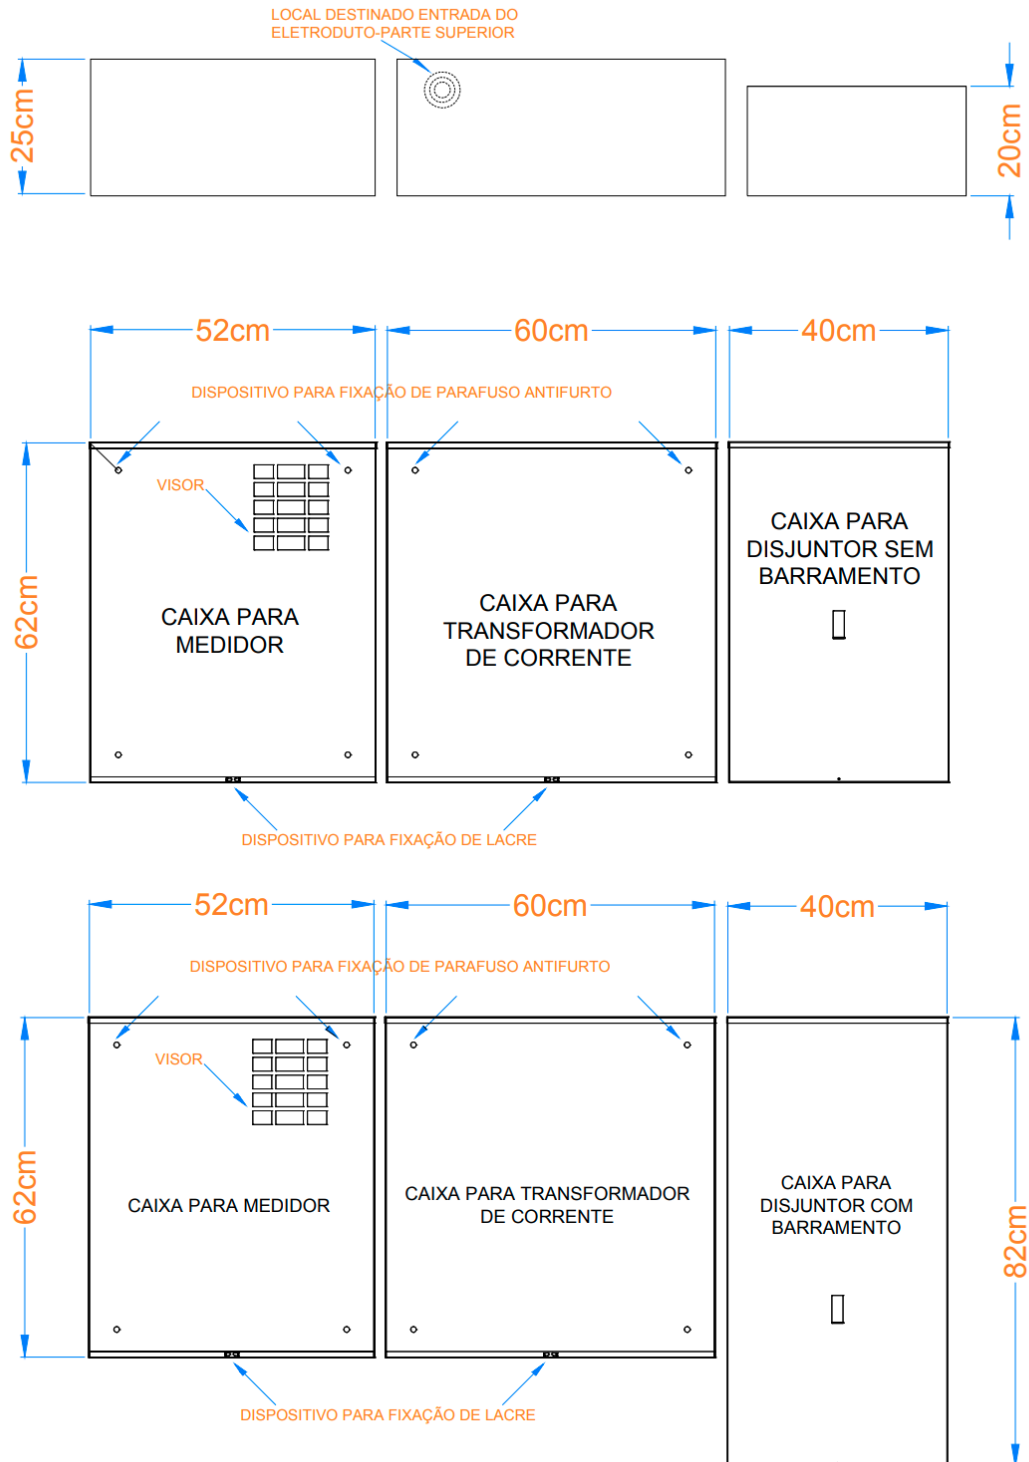 LOCAL DESTINADO ENTRADA DO
ELETRODUTO-PARTE SUPERIOR
25cm
20cm
52cm
60cm
40cm
DISPOSITIVO PARA FIXAÇÃO DE PARAFUSO ANTIFURTO
VISOR
62cm
CAIXA PARA
MEDIDOR
CAIXA PARA
TRANSFORMADOR
DE CORRENTE
CAIXA PARA
DISJUNTOR SEM
BARRAMENTO
DISPOSITIVO PARA FIXAÇÃO DE LACRE
52cm
60cm
40cm
DISPOSITIVO PARA FIXAÇÃO DE PARAFUSO ANTIFURTO
VISOR
62cm
CAIXA PARA MEDIDOR
CAIXA PARA TRANSFORMADOR
DE CORRENTE
CAIXA PARA
DISJUNTOR COM
BARRAMENTO
82cm
DISPOSITIVO PARA FIXAÇÃO DE LACRE